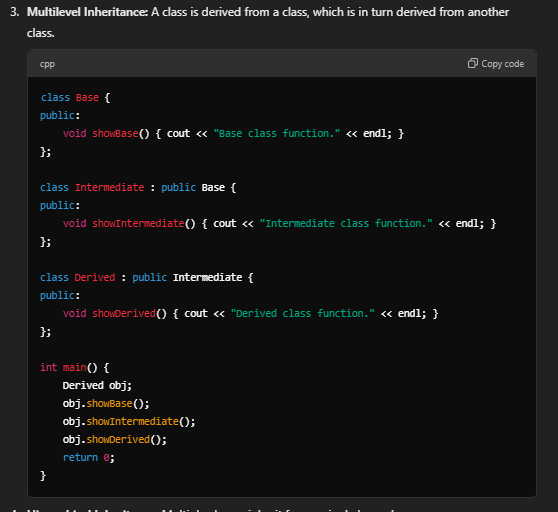 3. Multilevel Inheritance: A class is derived from a class, which is in turn derived from another
class.
cpp
Copy code
class Base {
public:
    void showBase() { cout << "Base class function." << endl; }
};
class Intermediate : public Base {
public:
    void showIntermediate() { cout << "Intermediate class function." << endl; }
};
class Derived : public Intermediate {
public:
    void showDerived() { cout << "Derived class function." << endl; }
};
int main() {
    Derived obj;
    obj.showBase();
    obj.showIntermediate();
    obj.showDerived();
    return 0;
}